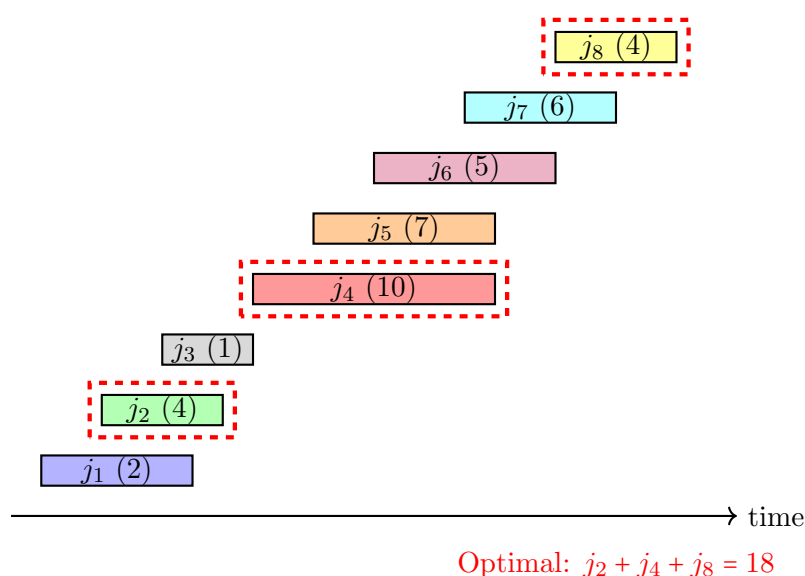 j₈ (4)
j₇ (6)
j₆ (5)
j₅ (7)
j₄ (10)
j₃ (1)
j₂ (4)
j₁ (2)
time
Optimal: j₂ + j₄ + j₈ = 18